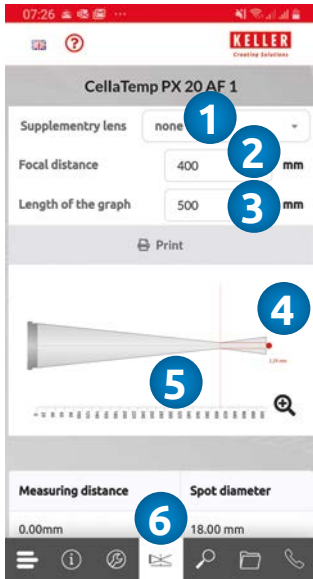 07:26
KELLER
Creating Solutions
CellaTemp PX 20 AF 1
Supplementry lens none
1
Focal distance 400 mm
2
Length of the graph 500 mm
3
Print
4
5
Measuring distance Spot diameter
6
0.00mm 18.00 mm